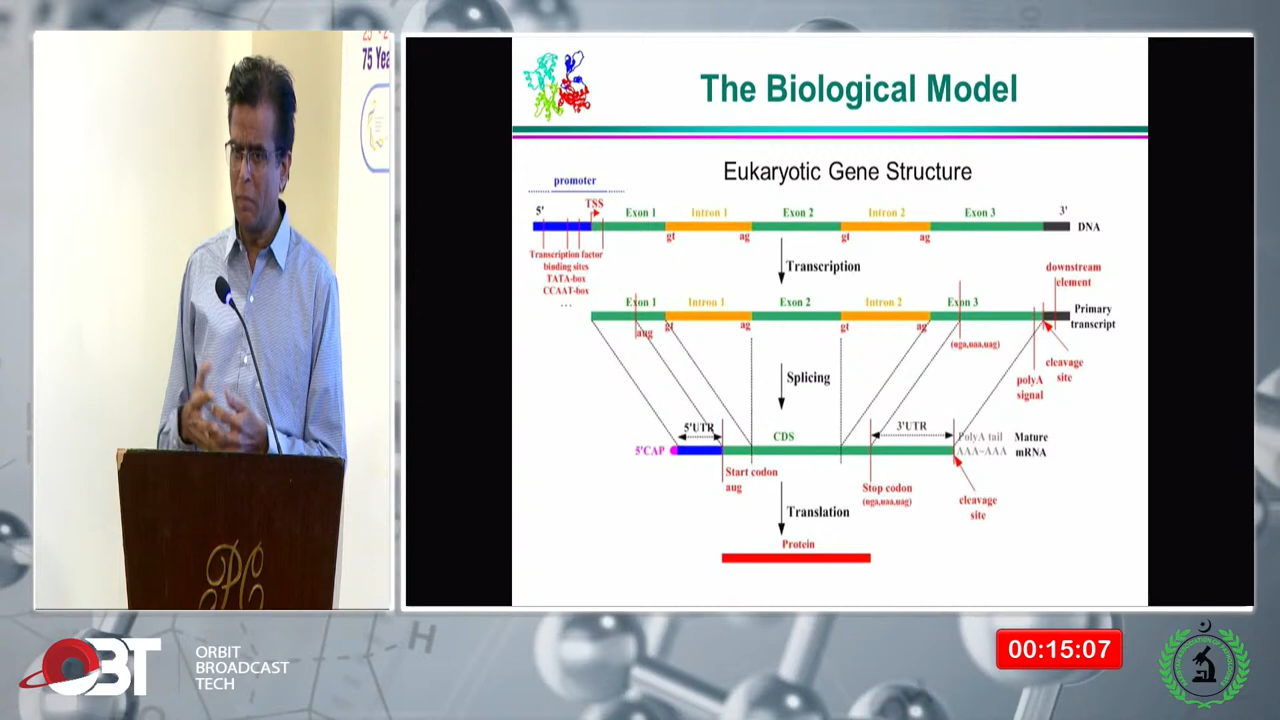 75 Yea
The Biological Model
Eukaryotic Gene Structure
promoter
5'
TSS
Exon 1
Intron 1
Exon 2
Intron 2
Exon 3
3'
DNA
gt
ag
gt
ag
Transcription factor
binding sites
TATA-box
CCAAT-box
...
Transcription
downstream
element
Exon 1
Intron 1
Exon 2
Intron 2
Exon 3
Primary
transcript
aug
gt
ag
gt
ag
(uga,uaa,uag)
cleavage
site
polyA
signal
Splicing
5'UTR
CDS
3'UTR
PolyA tail
AAA~AAA
Mature
mRNA
5'CAP
Start codon
aug
Stop codon
(uga,uaa,uag)
cleavage
site
Translation
Protein
PC
OBT
ORBIT
BROADCAST
TECH
H
00:15:07